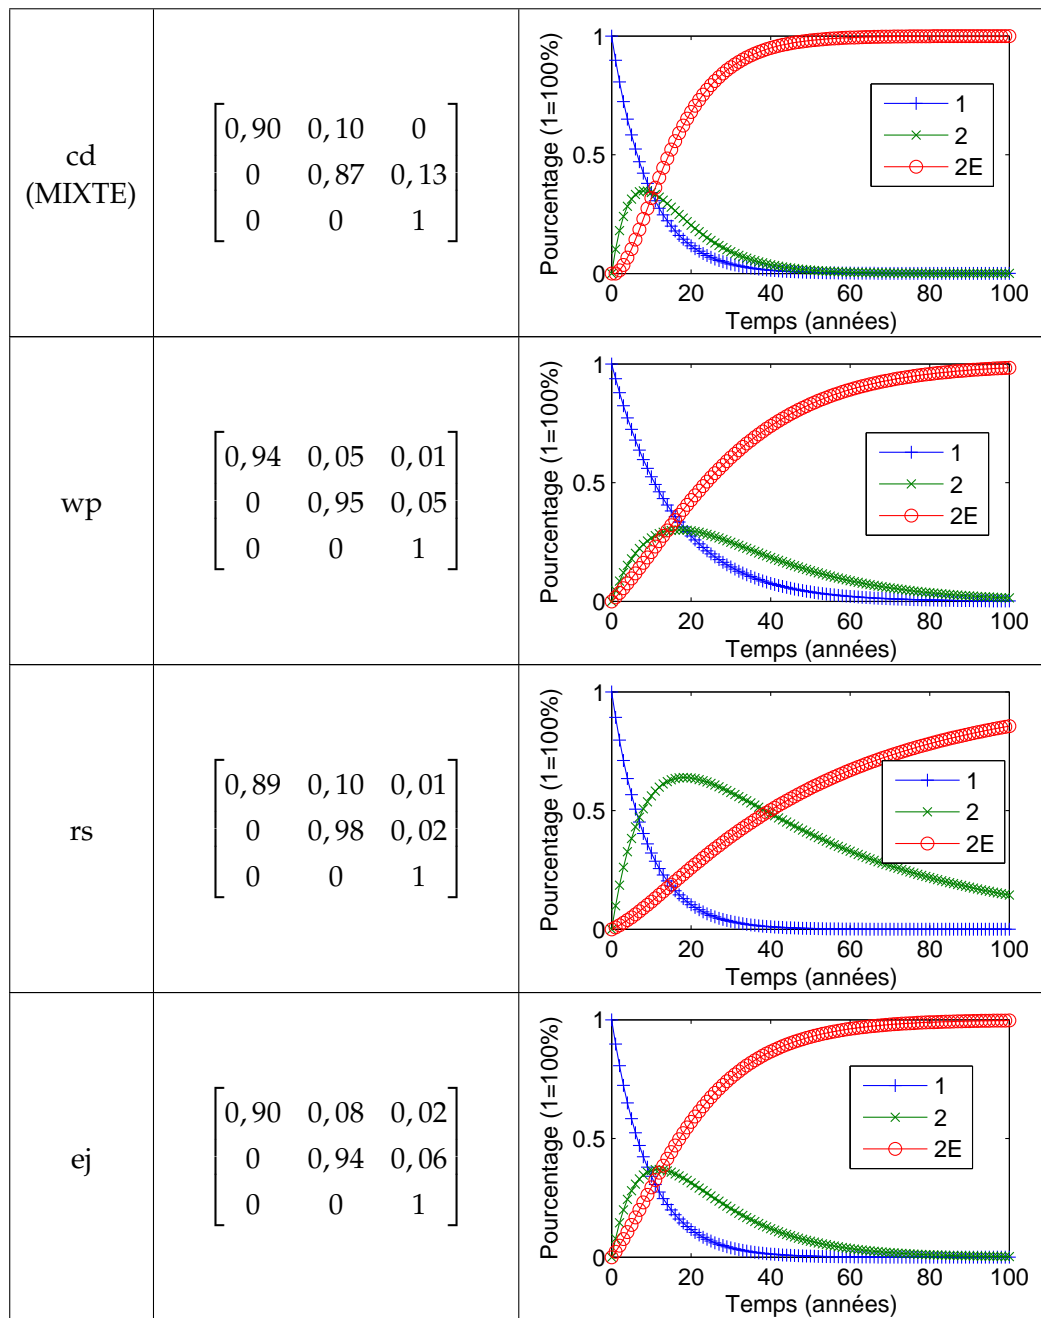 cd
(MIXTE)
0,90 0,10 0
0 0,87 0,13
0 0 1
Pourcentage (1=100%)
1
0.5
0
0 20 40 60 80 100
Temps (années)
1
2
2E
wp
0,94 0,05 0,01
0 0,95 0,05
0 0 1
Pourcentage (1=100%)
1
0.5
0
0 20 40 60 80 100
Temps (années)
1
2
2E
rs
0,89 0,10 0,01
0 0,98 0,02
0 0 1
Pourcentage (1=100%)
1
0.5
0
0 20 40 60 80 100
Temps (années)
1
2
2E
ej
0,90 0,08 0,02
0 0,94 0,06
0 0 1
Pourcentage (1=100%)
1
0.5
0
0 20 40 60 80 100
Temps (années)
1
2
2E